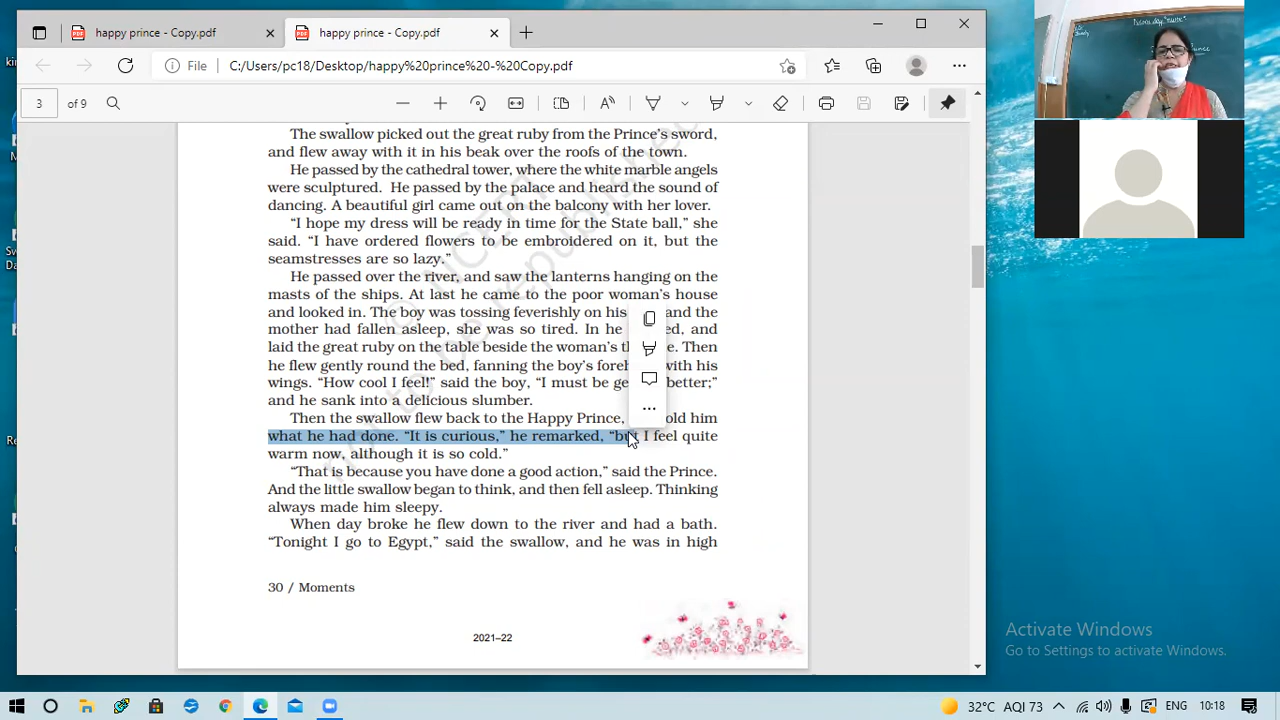 happy prince - Copy.pdf
happy prince - Copy.pdf
File
C:/Users/pc18/Desktop/happy%20prince%20-%20Copy.pdf
3 of 9
The swallow picked out the great ruby from the Prince's sword,
and flew away with it in his beak over the roofs of the town.
He passed by the cathedral tower, where the white marble angels
were sculptured. He passed by the palace and heard the sound of
dancing. A beautiful girl came out on the balcony with her lover.
“I hope my dress will be ready in time for the State ball,” she
said. “I have ordered flowers to be embroidered on it, but the
seamstresses are so lazy.”
He passed over the river, and saw the lanterns hanging on the
masts of the ships. At last he came to the poor woman's house
and looked in. The boy was tossing feverishly on his and the
mother had fallen asleep, she was so tired. In he ed, and
laid the great ruby on the table beside the woman's th e. Then
he flew gently round the bed, fanning the boy's foreh with his
wings. “How cool I feel!” said the boy, “I must be ge better;”
and he sank into a delicious slumber.
Then the swallow flew back to the Happy Prince, old him
what he had done. “It is curious,” he remarked, “but I feel quite
warm now, although it is so cold.”
“That is because you have done a good action,” said the Prince.
And the little swallow began to think, and then fell asleep. Thinking
always made him sleepy.
When day broke he flew down to the river and had a bath.
“Tonight I go to Egypt,” said the swallow, and he was in high
30 / Moments
2021–22
Activate Windows
Go to Settings to activate Windows.
32°C AQI 73
ENG
10:18